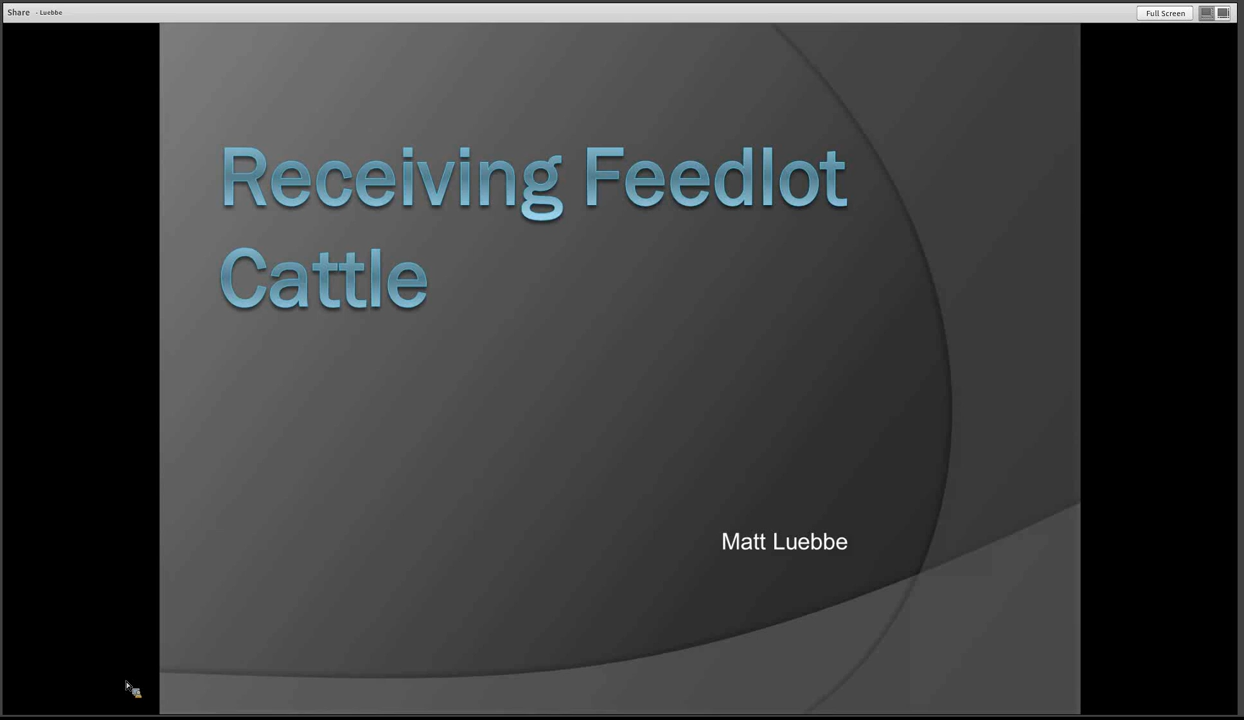 Share - Luebbe
Full Screen
Receiving Feedlot
Cattle
Matt Luebbe